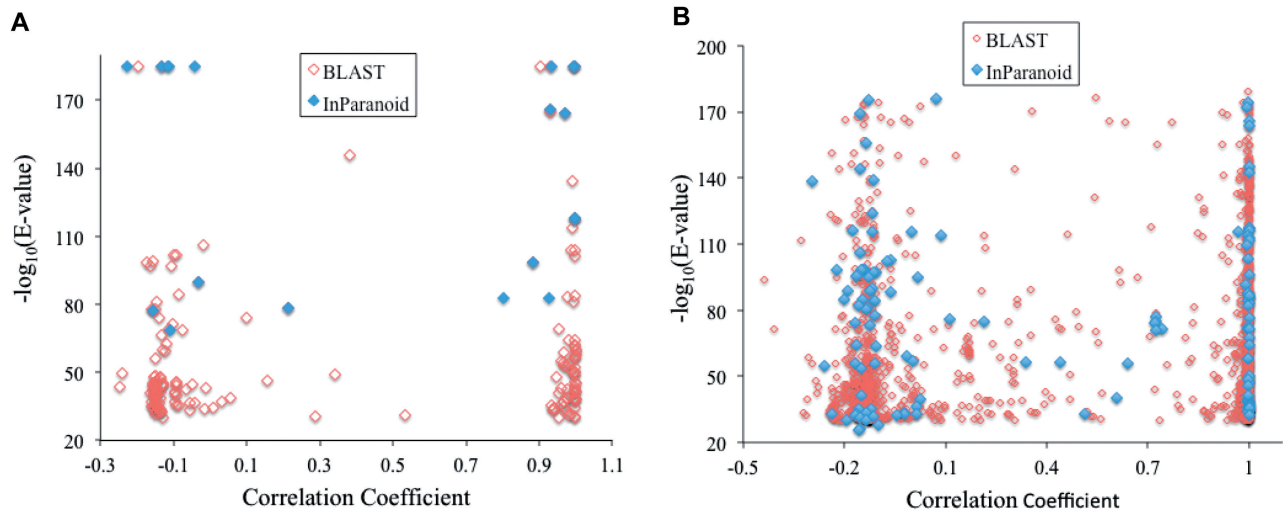 A
BLAST
InParanoid
-log10(E-value)
170
140
110
80
50
20
-0.3 -0.1 0.1 0.3 0.5 0.7 0.9 1.1
Correlation Coefficient
B
BLAST
InParanoid
-log10(E-value)
200
170
140
110
80
50
20
-0.5 -0.2 0.1 0.4 0.7 1
Correlation Coefficient